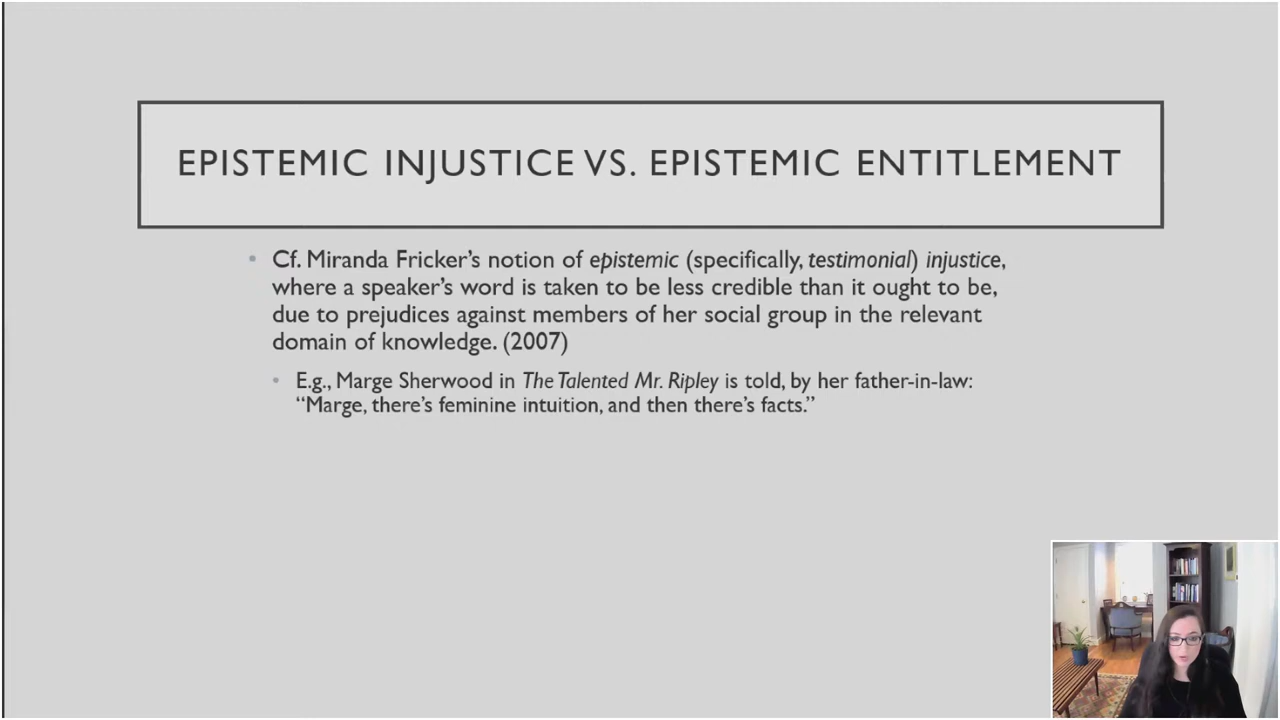 EPISTEMIC INJUSTICE VS. EPISTEMIC ENTITLEMENT
• Cf. Miranda Fricker’s notion of epistemic (specifically, testimonial) injustice,
where a speaker’s word is taken to be less credible than it ought to be,
due to prejudices against members of her social group in the relevant
domain of knowledge. (2007)
• E.g., Marge Sherwood in The Talented Mr. Ripley is told, by her father-in-law:
“Marge, there’s feminine intuition, and then there’s facts.”